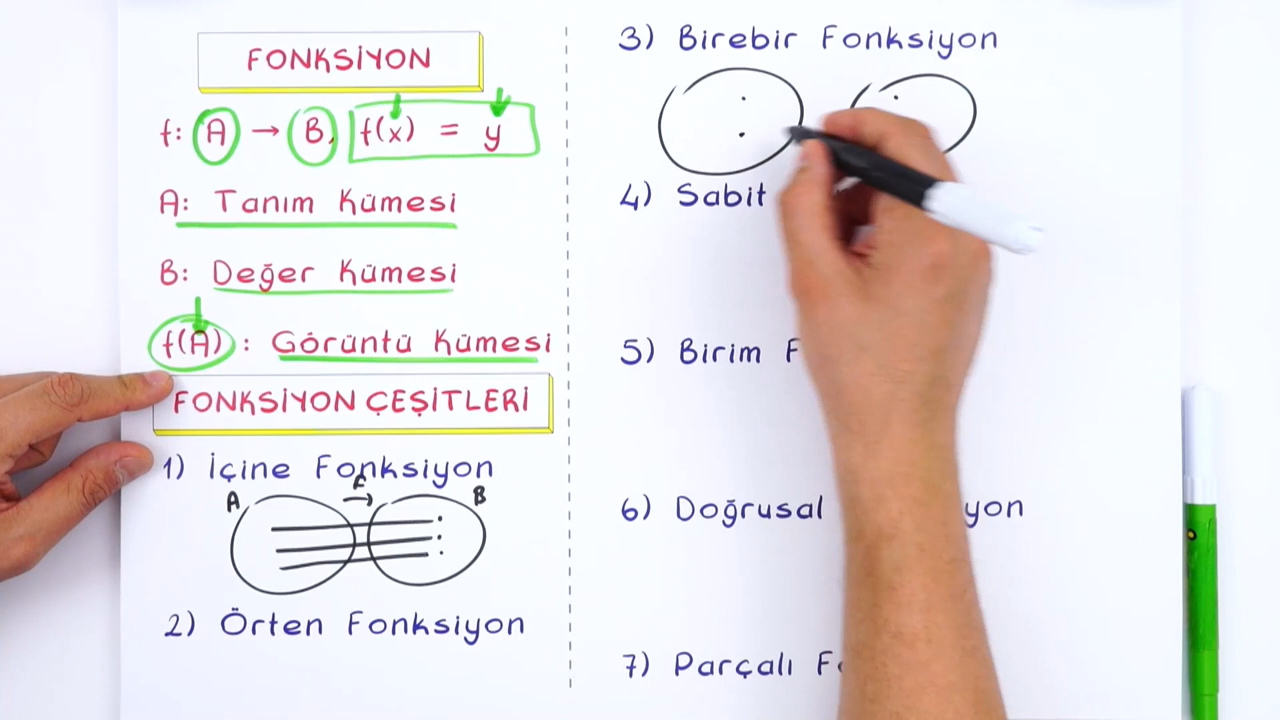 FONKSİYON
f: A → B, f(x) = y
A: Tanım Kümesi
B: Değer Kümesi
f(A) : Görüntü Kümesi
FONKSİYON ÇEŞİTLERİ
1) İçine Fonksiyon
A f B
2) Örten Fonksiyon
3) Birebir Fonksiyon
4) Sabit
5) Birim F
6) Doğrusal yon
7) Parçalı